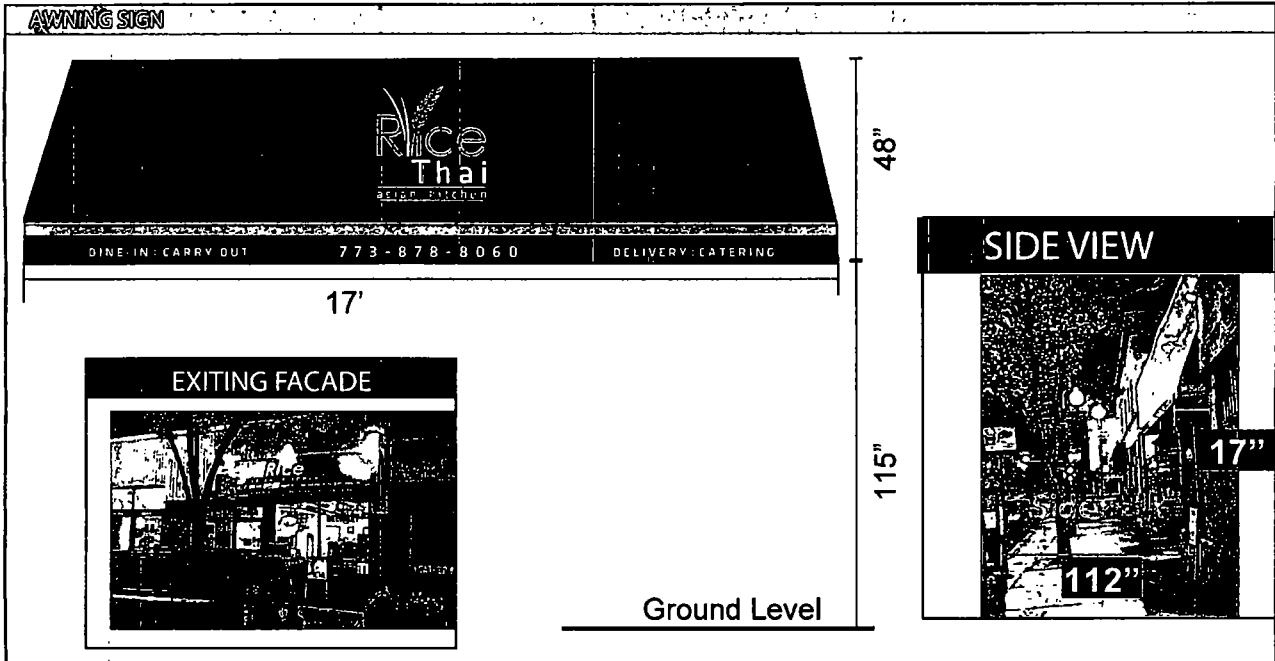 AWNING SIGN
Rice
Thai
asian kitchen
DINE-IN : CARRY OUT
773-878-8060
DELIVERY : CATERING
48"
17'
115"
Ground Level
EXITING FACADE
Rice
SIDE VIEW
17"
112"